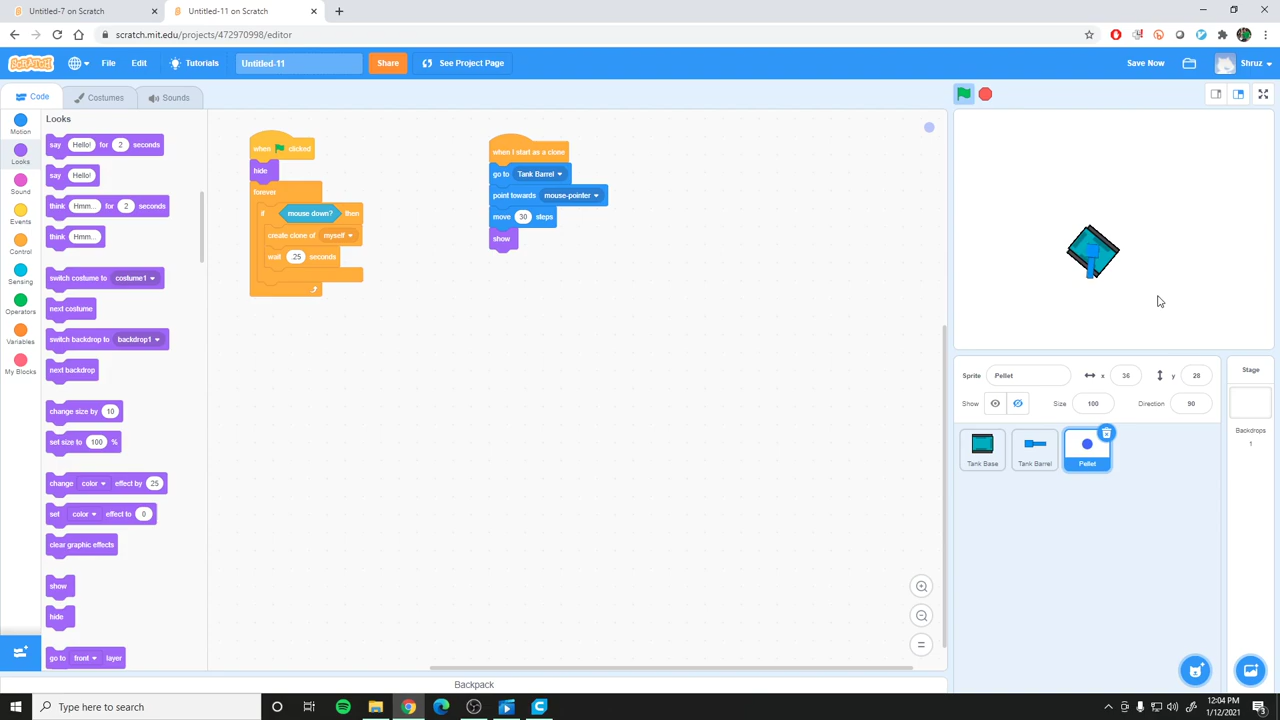 Untitled-7 on Scratch
Untitled-11 on Scratch
scratch.mit.edu/projects/472970998/editor
SCRATCH File Edit Tutorials Untitled-11 Share See Project Page Save Now Shruz
Code Costumes Sounds
Motion
Looks
Sound
Events
Control
Sensing
Operators
Variables
My Blocks
Looks
say Hello! for 2 seconds
say Hello!
think Hmm... for 2 seconds
think Hmm...
switch costume to costume1
next costume
switch backdrop to backdrop1
next backdrop
change size by 10
set size to 100 %
change color effect by 25
set color effect to 0
clear graphic effects
show
hide
go to front layer
when clicked
hide
forever
if mouse down? then
create clone of myself
wait .25 seconds
when I start as a clone
go to Tank Barrel
point towards mouse-pointer
move 30 steps
show
Sprite Pellet x 36 y 28
Show Size 100 Direction 90
Tank Base
Tank Barrel
Pellet
Stage
Backdrops
1
Backpack
Type here to search
12:04 PM
1/12/2021
3